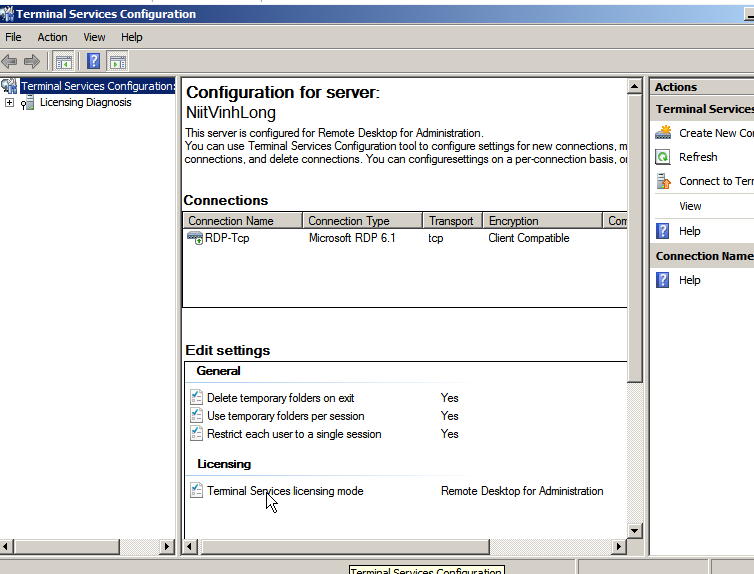 Terminal Services Configuration
File Action View Help
Terminal Services Configuration:
Licensing Diagnosis
Configuration for server:
NiitVinhLong
This server is configured for Remote Desktop for Administration.
You can use Terminal Services Configuration tool to configure settings for new connections, m
connections, and delete connections. You can configuresettings on a per-connection basis, o
Connections
Connection Name Connection Type Transport Encryption Com
RDP-Tcp Microsoft RDP 6.1 tcp Client Compatible
Edit settings
General
Delete temporary folders on exit Yes
Use temporary folders per session Yes
Restrict each user to a single session Yes
Licensing
Terminal Services licensing mode Remote Desktop for Administration
Actions
Terminal Services
Create New Co
Refresh
Connect to Terr
View
Help
Connection Name
Help
Terminal Services Configuration